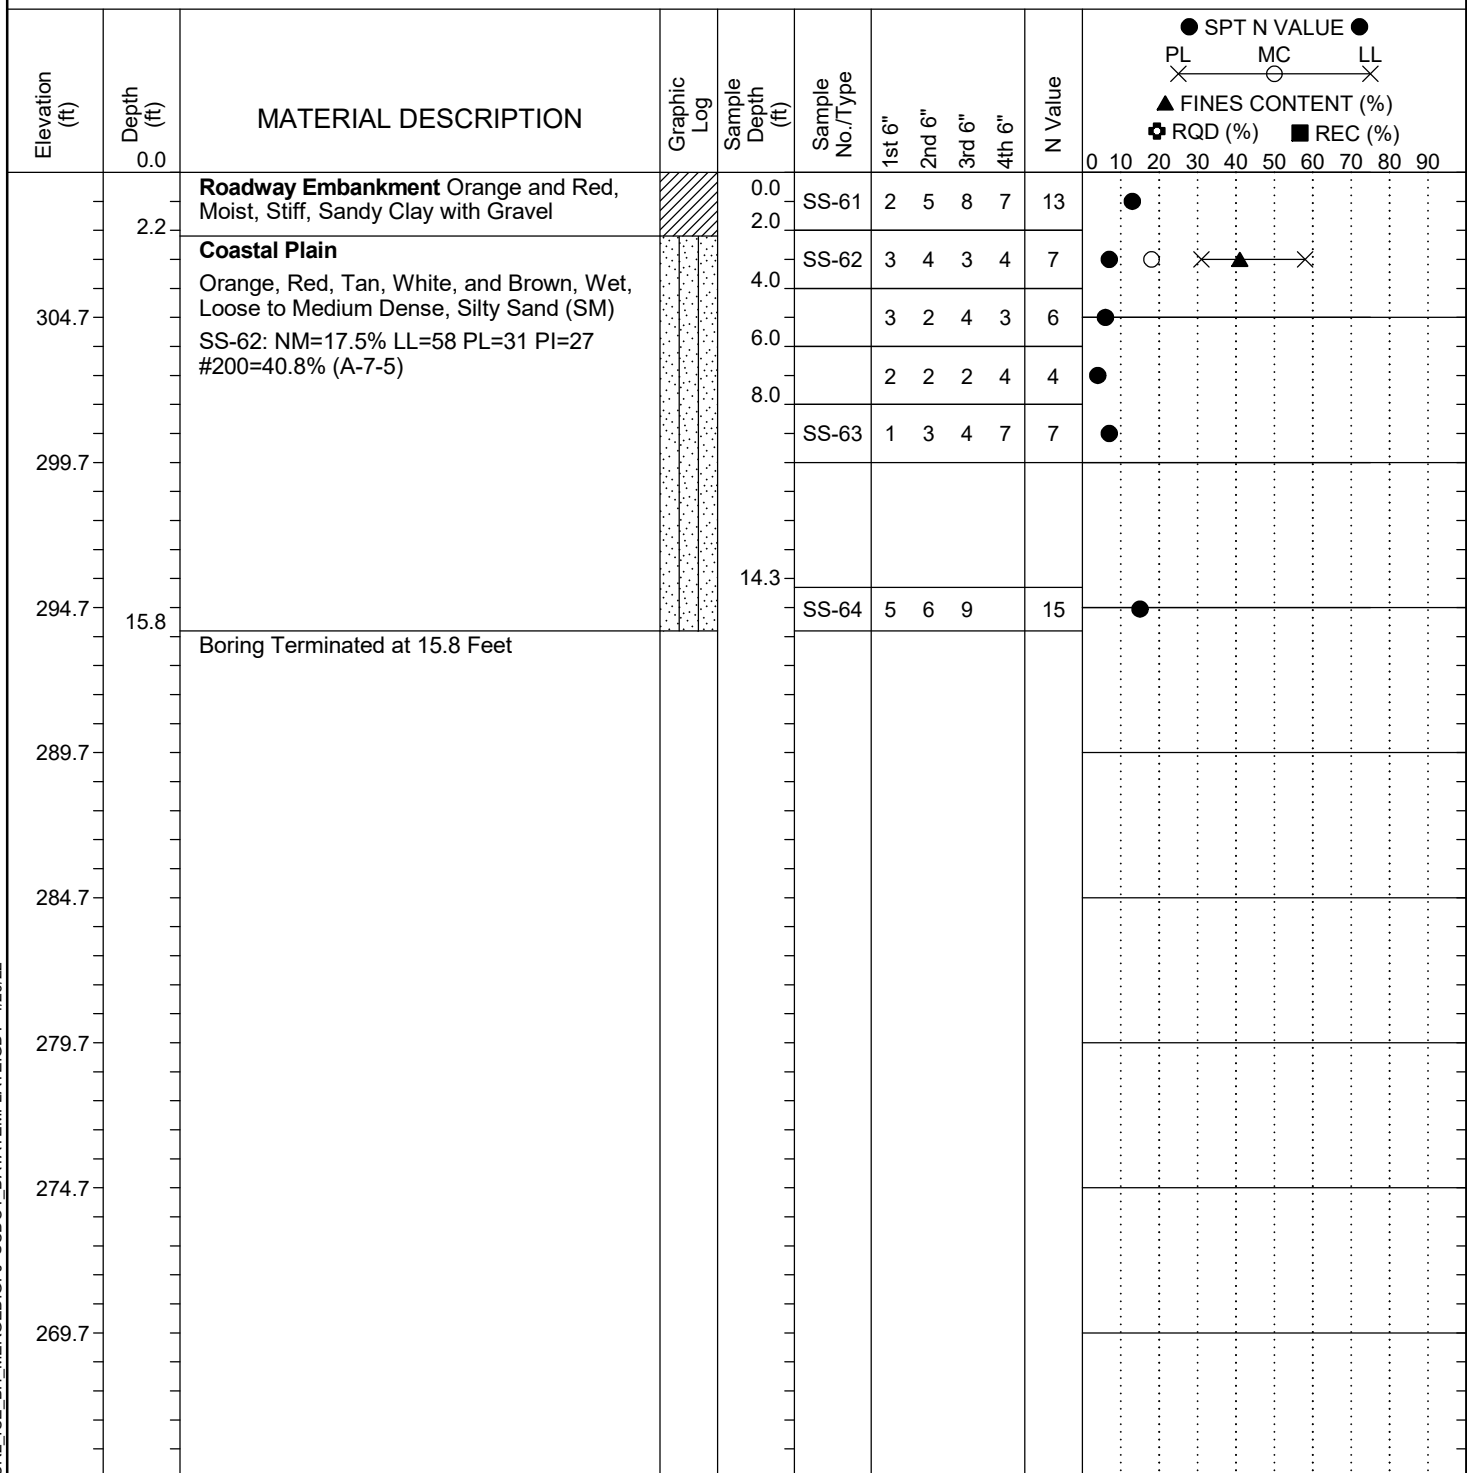 ● SPT N VALUE ●
PL MC LL
▲ FINES CONTENT (%)
RQD (%) ■ REC (%)
Elevation (ft)
Depth (ft)
0.0
MATERIAL DESCRIPTION
Graphic Log
Sample Depth (ft)
Sample No./Type
1st 6"
2nd 6"
3rd 6"
4th 6"
N Value
0 10 20 30 40 50 60 70 80 90
Roadway Embankment Orange and Red,
Moist, Stiff, Sandy Clay with Gravel
0.0
SS-61 2 5 8 7 13
2.2
2.0
Coastal Plain
SS-62 3 4 3 4 7
Orange, Red, Tan, White, and Brown, Wet,
Loose to Medium Dense, Silty Sand (SM)
4.0
304.7
3 2 4 3 6
SS-62: NM=17.5% LL=58 PL=31 PI=27
#200=40.8% (A-7-5)
6.0
2 2 2 4 4
8.0
SS-63 1 3 4 7 7
299.7
14.3
294.7
SS-64 5 6 9 15
15.8
Boring Terminated at 15.8 Feet
289.7
284.7
279.7
274.7
269.7